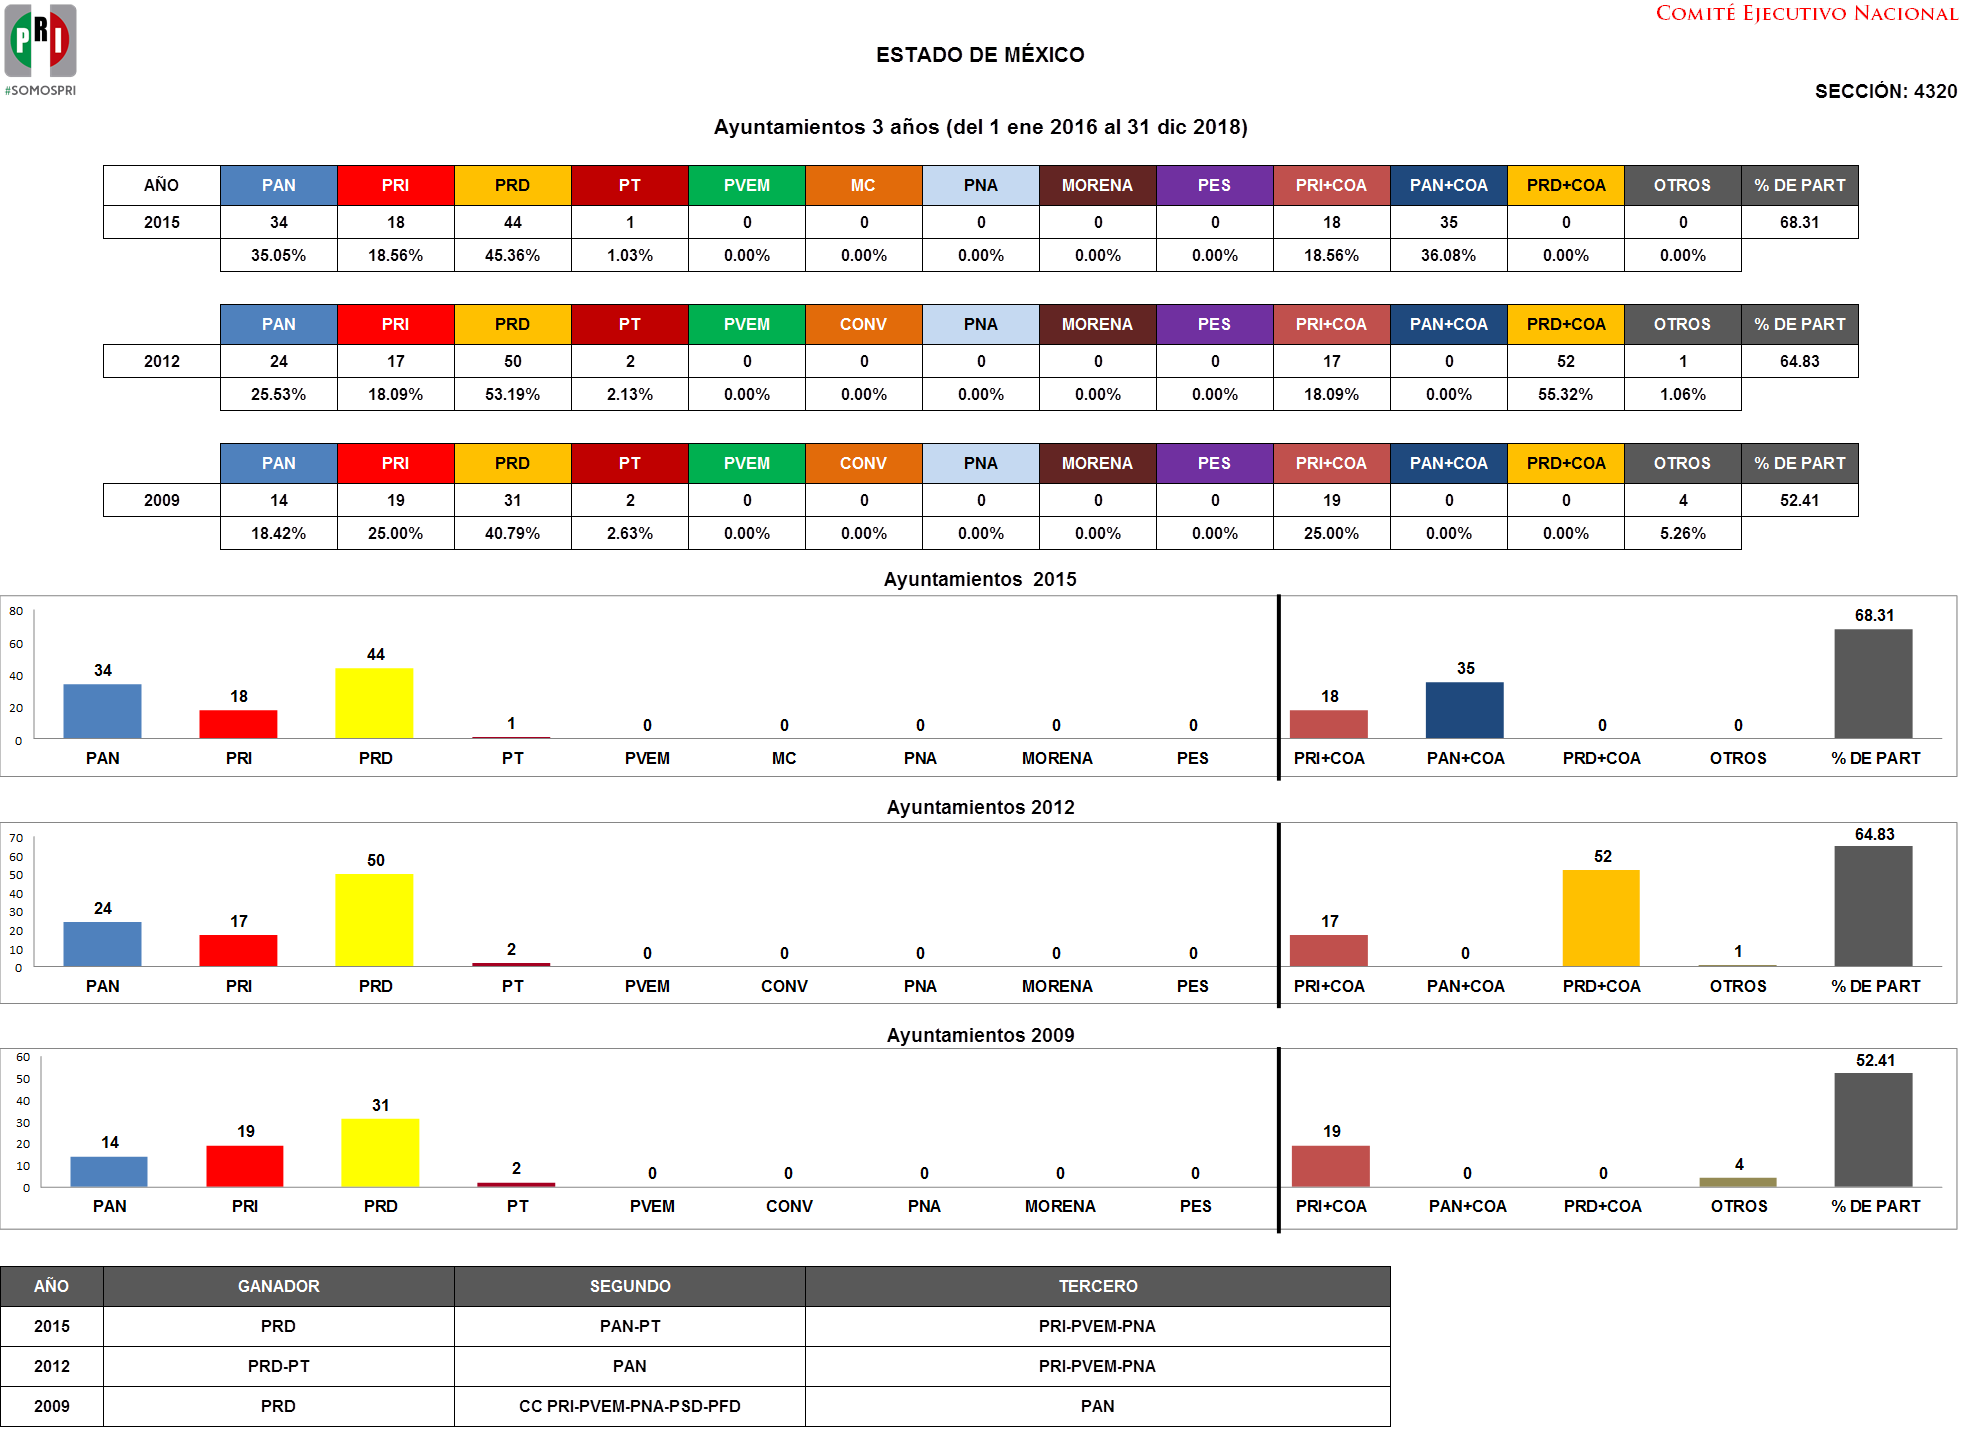 COMITÉ EJECUTIVO NACIONAL
PRI
#SOMOSPRI
ESTADO DE MÉXICO
SECCIÓN: 4320
Ayuntamientos 3 años (del 1 ene 2016 al 31 dic 2018)
AÑO PAN PRI PRD PT PVEM MC PNA MORENA PES PRI+COA PAN+COA PRD+COA OTROS % DE PART
2015 34 18 44 1 0 0 0 0 0 18 35 0 0 68.31
35.05% 18.56% 45.36% 1.03% 0.00% 0.00% 0.00% 0.00% 0.00% 18.56% 36.08% 0.00% 0.00%
PAN PRI PRD PT PVEM CONV PNA MORENA PES PRI+COA PAN+COA PRD+COA OTROS % DE PART
2012 24 17 50 2 0 0 0 0 0 17 0 52 1 64.83
25.53% 18.09% 53.19% 2.13% 0.00% 0.00% 0.00% 0.00% 0.00% 18.09% 0.00% 55.32% 1.06%
PAN PRI PRD PT PVEM CONV PNA MORENA PES PRI+COA PAN+COA PRD+COA OTROS % DE PART
2009 14 19 31 2 0 0 0 0 0 19 0 0 4 52.41
18.42% 25.00% 40.79% 2.63% 0.00% 0.00% 0.00% 0.00% 0.00% 25.00% 0.00% 0.00% 5.26%
Ayuntamientos 2015
80
60
40
20
0
34 18 44 1 0 0 0 0 0 18 35 0 0 68.31
PAN PRI PRD PT PVEM MC PNA MORENA PES PRI+COA PAN+COA PRD+COA OTROS % DE PART
Ayuntamientos 2012
70
60
50
40
30
20
10
0
24 17 50 2 0 0 0 0 0 17 0 52 1 64.83
PAN PRI PRD PT PVEM CONV PNA MORENA PES PRI+COA PAN+COA PRD+COA OTROS % DE PART
Ayuntamientos 2009
60
50
40
30
20
10
0
14 19 31 2 0 0 0 0 0 19 0 0 4 52.41
PAN PRI PRD PT PVEM CONV PNA MORENA PES PRI+COA PAN+COA PRD+COA OTROS % DE PART
AÑO GANADOR SEGUNDO TERCERO
2015 PRD PAN-PT PRI-PVEM-PNA
2012 PRD-PT PAN PRI-PVEM-PNA
2009 PRD CC PRI-PVEM-PNA-PSD-PFD PAN